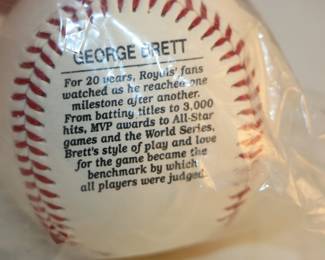 GEORGE BRETT
For 20 years, Royals' fans
watched as he reached one
milestone after another.
From batting titles to 3,000
hits, MVP awards to All-Star
games and the World Series,
Brett's style of play and love
for the game became the
benchmark by which
all players were judged.